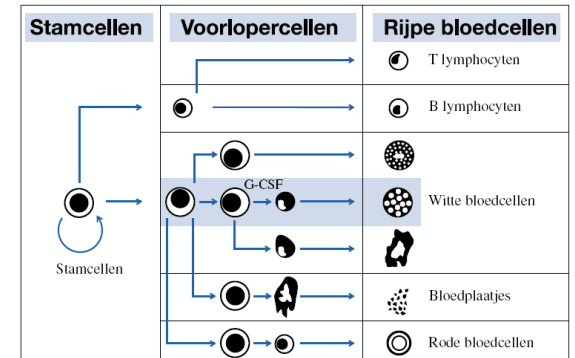 Stamcellen
Voorlopercellen
Rijpe bloedcellen
T lymphocyten
B lymphocyten
G-CSF
Witte bloedcellen
Stamcellen
Bloedplaatjes
Rode bloedcellen